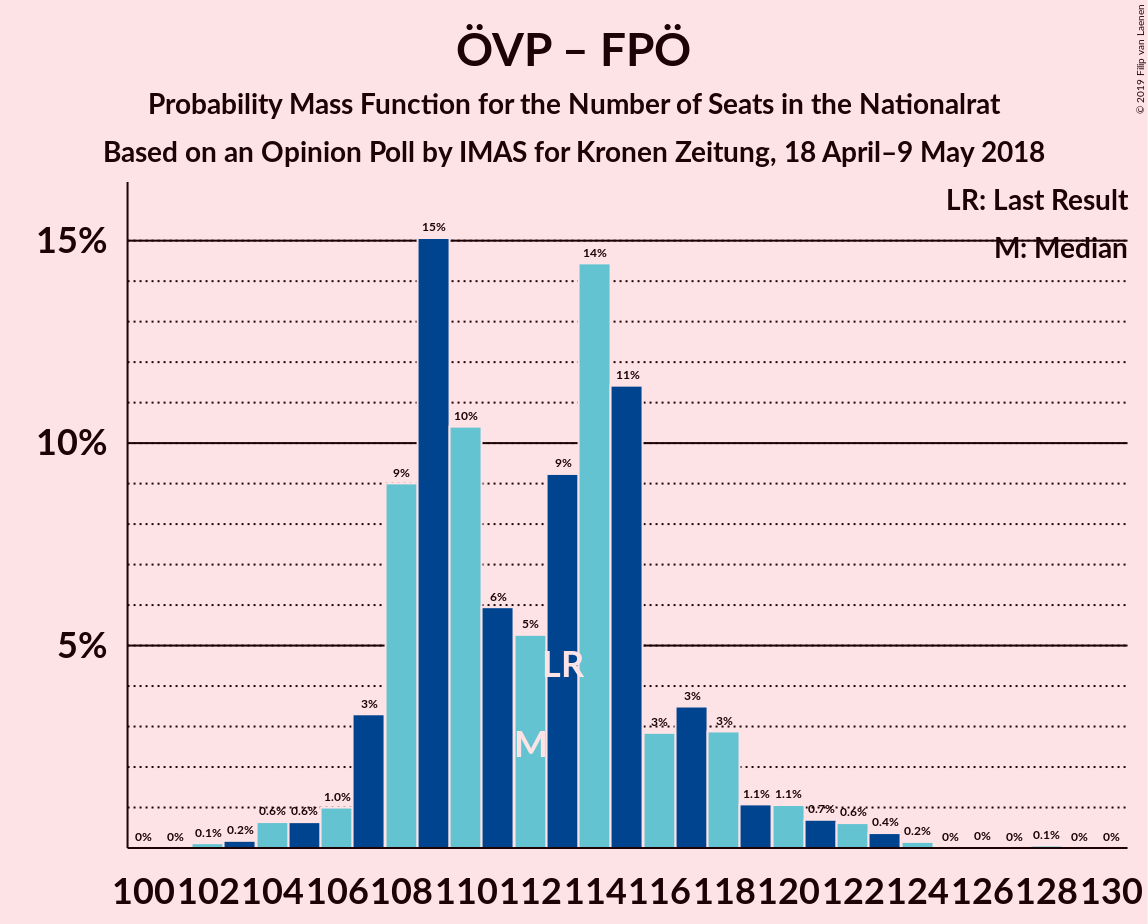 ÖVP – FPÖ
Probability Mass Function for the Number of Seats in the Nationalrat
Based on an Opinion Poll by IMAS for Kronen Zeitung, 18 April–9 May 2018
© 2019 Filip van Laenen
LR: Last Result
M: Median
15%
10%
5%
0% 0% 0.1% 0.2% 0.6% 0.6% 1.0% 3% 9% 15% 10% 6% 5% 9% 14% 11% 3% 3% 3% 1.1% 1.1% 0.7% 0.6% 0.4% 0.2% 0% 0% 0% 0.1% 0% 0%
LR
M
100 102 104 106 108 110 112 114 116 118 120 122 124 126 128 130